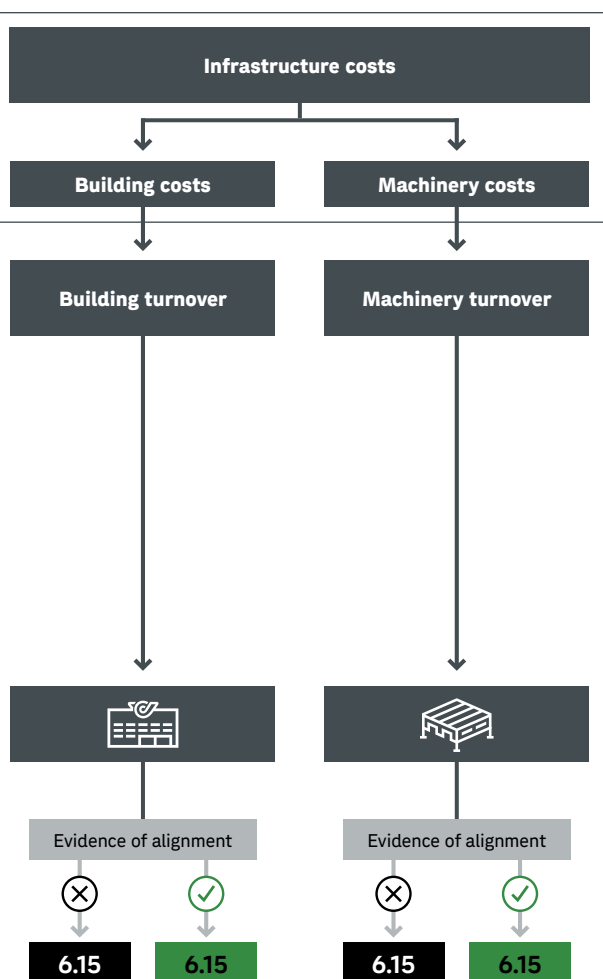 Infrastructure costs
Building costs
Machinery costs
Building turnover
Machinery turnover
Evidence of alignment
Evidence of alignment
6.15
6.15
6.15
6.15